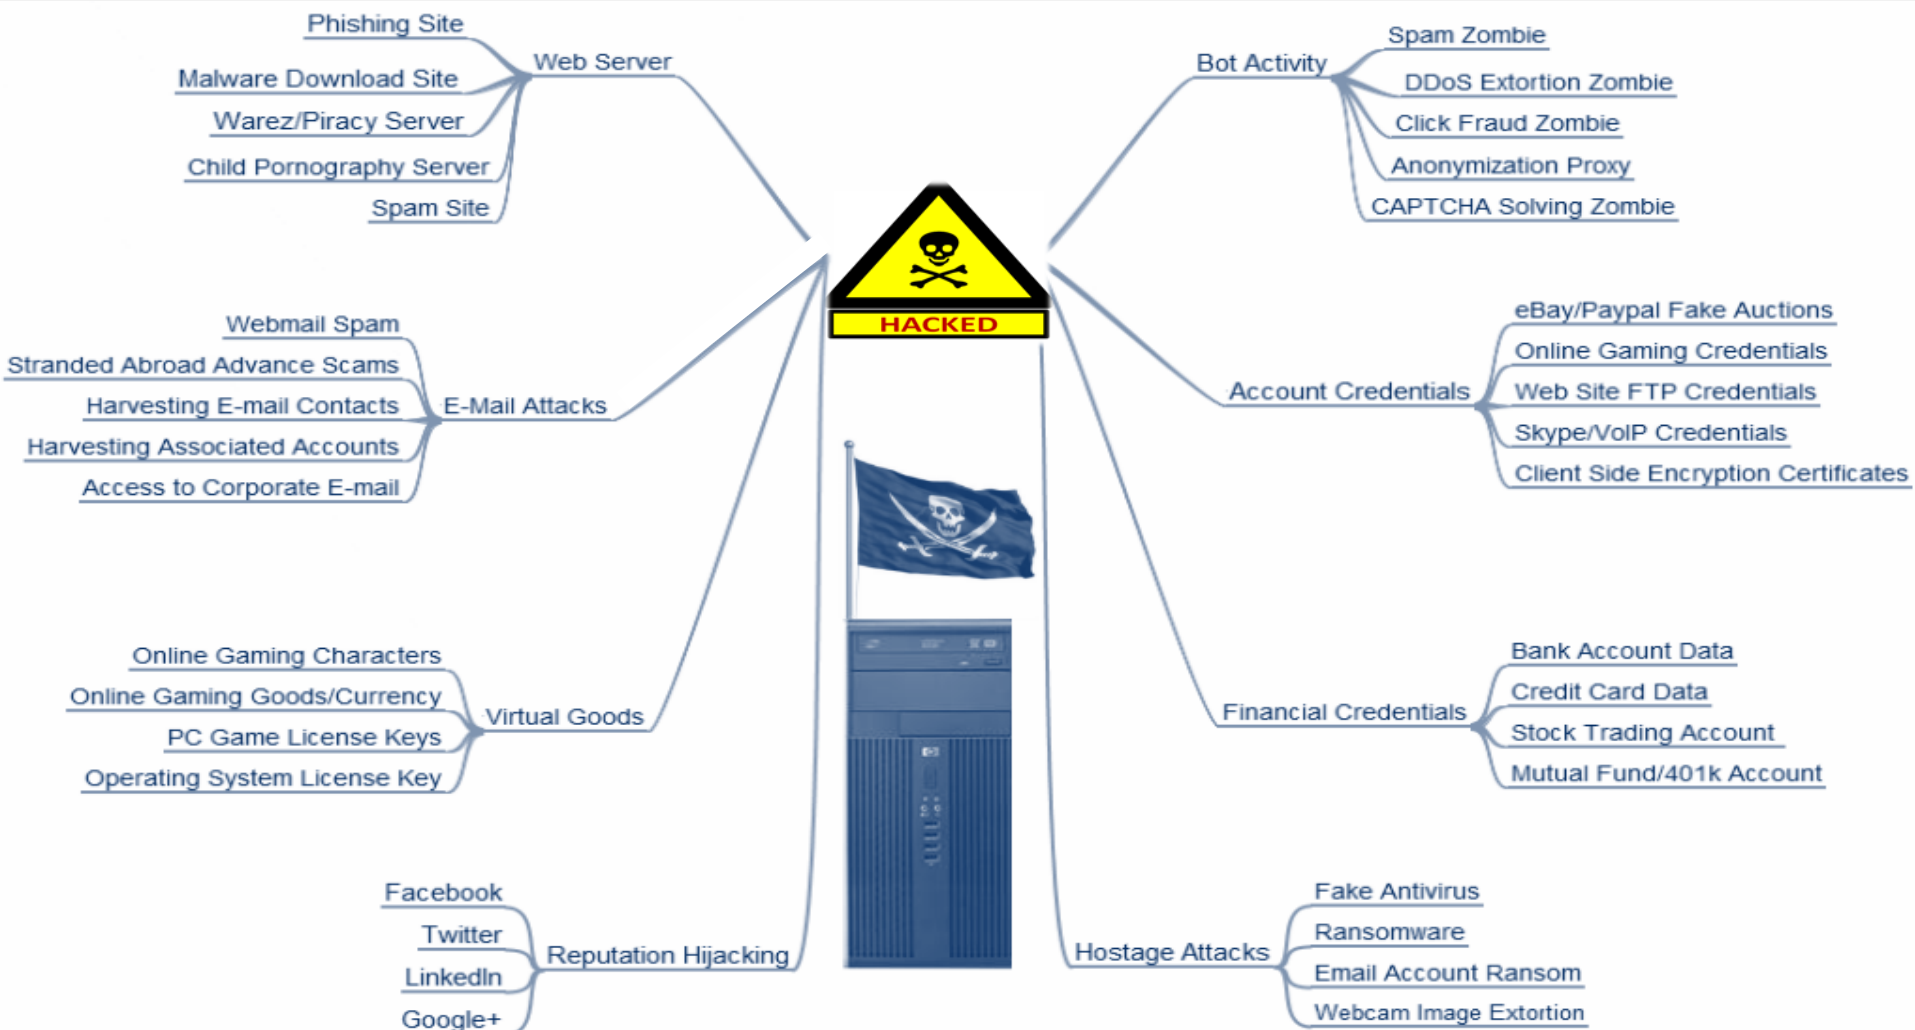 Phishing Site
Malware Download Site
Warez/Piracy Server
Child Pornography Server
Spam Site
Web Server
Webmail Spam
Stranded Abroad Advance Scams
Harvesting E-mail Contacts
Harvesting Associated Accounts
Access to Corporate E-mail
E-Mail Attacks
Online Gaming Characters
Online Gaming Goods/Currency
PC Game License Keys
Operating System License Key
Virtual Goods
Facebook
Twitter
LinkedIn
Google+
Reputation Hijacking
HACKED
Bot Activity
Spam Zombie
DDoS Extortion Zombie
Click Fraud Zombie
Anonymization Proxy
CAPTCHA Solving Zombie
Account Credentials
eBay/Paypal Fake Auctions
Online Gaming Credentials
Web Site FTP Credentials
Skype/VoIP Credentials
Client Side Encryption Certificates
Financial Credentials
Bank Account Data
Credit Card Data
Stock Trading Account
Mutual Fund/401k Account
Hostage Attacks
Fake Antivirus
Ransomware
Email Account Ransom
Webcam Image Extortion